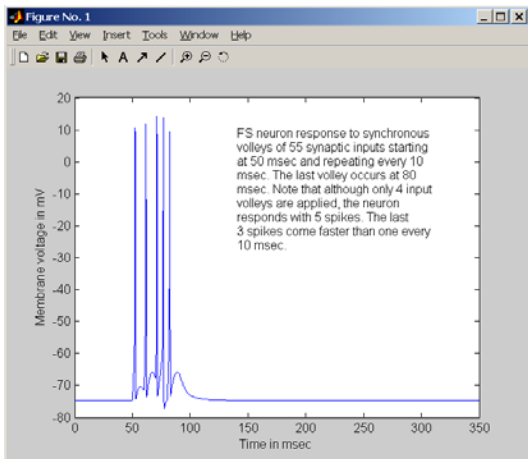 Figure No. 1
File Edit View Insert Tools Window Help
A
20
10
0
-10
-20
-30
-40
-50
-60
-70
-80
Membrane voltage in mV
FS neuron response to synchronous
volleys of 55 synaptic inputs starting
at 50 msec and repeating every 10
msec. The last volley occurs at 80
msec. Note that although only 4 input
volleys are applied, the neuron
responds with 5 spikes. The last
3 spikes come faster than one every
10 msec.
0 50 100 150 200 250 300 350
Time in msec